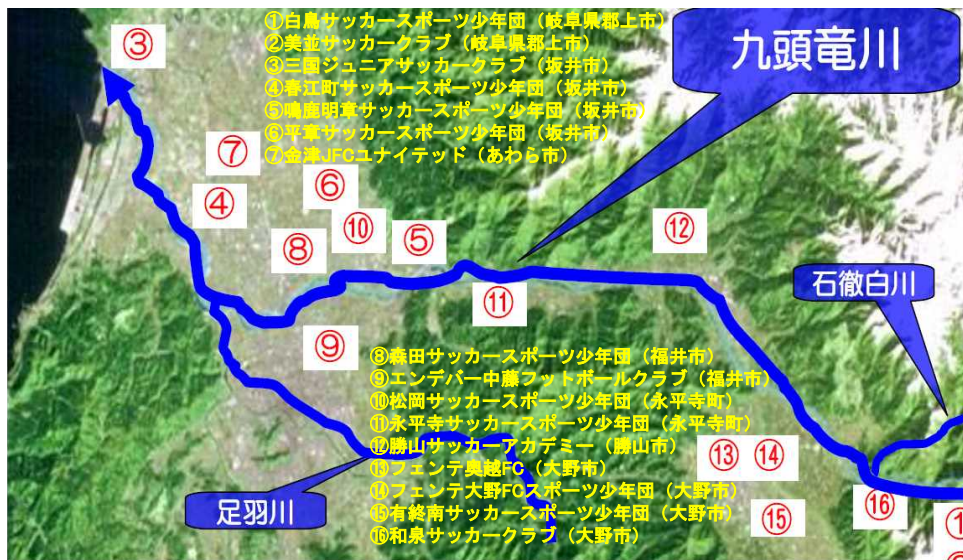 ①白鳥サッカースポーツ少年団（岐阜県郡上市）
②美並サッカークラブ（岐阜県郡上市）
③三国ジュニアサッカークラブ（坂井市）
④春江町サッカースポーツ少年団（坂井市）
⑤鳴鹿明章サッカースポーツ少年団（坂井市）
⑥平章サッカースポーツ少年団（坂井市）
⑦金津JFCユナイテッド（あわら市）
九頭竜川
③
⑦
⑥
④
⑩
⑤
⑫
⑧
石徹白川
⑪
⑨
⑧森田サッカースポーツ少年団（福井市）
⑨エンデバー中藤フットボールクラブ（福井市）
⑩松岡サッカースポーツ少年団（永平寺町）
⑪永平寺サッカースポーツ少年団（永平寺町）
⑫勝山サッカーアカデミー（勝山市）
⑬フェンテ奥越FC（大野市）
⑭フェンテ大野FCスポーツ少年団（大野市）
⑮有終南サッカースポーツ少年団（大野市）
⑯和泉サッカークラブ（大野市）
⑬ ⑭
⑯
⑮
足羽川